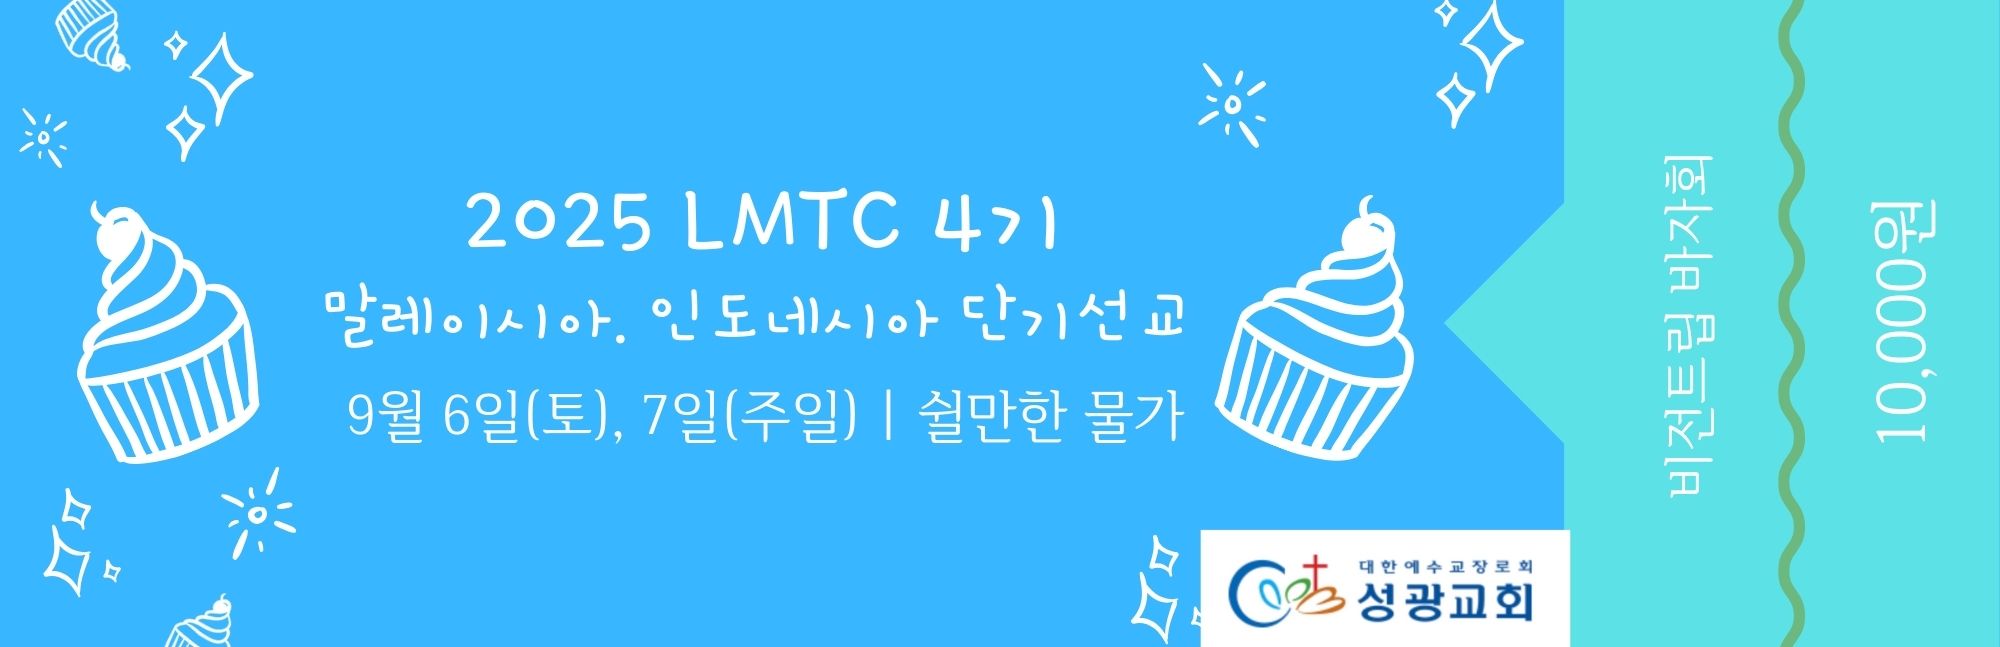 2025 LMTC 4기
말레이시아. 인도네시아 단기선교
9월 6일(토), 7일(주일) | 쉴만한 물가
대한예수교장로회
성광교회
비전트립 바자회
10,000원